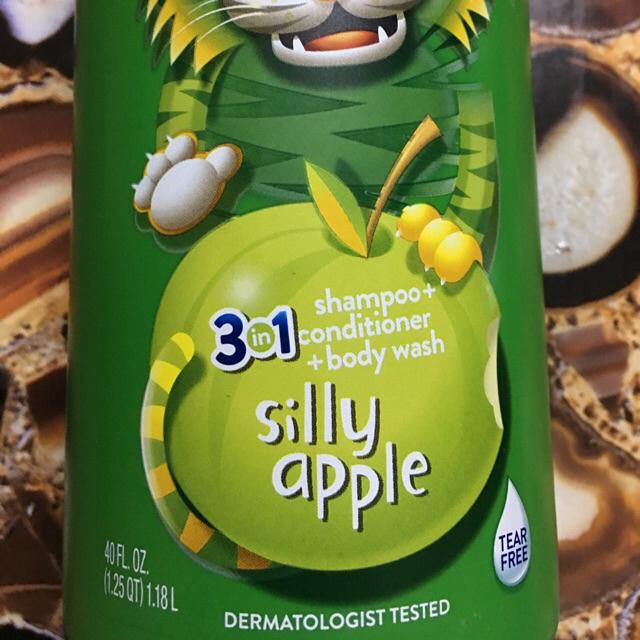 3in1
shampoo+
conditioner
+body wash
silly
apple
TEAR
FREE
40 FL. OZ.
(1.25 QT) 1.18 L
DERMATOLOGIST TESTED